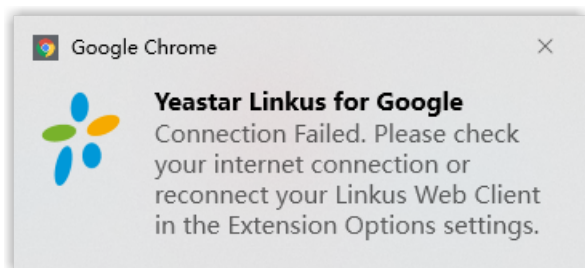 Google Chrome
Yeastar Linkus for Google
Connection Failed. Please check
your internet connection or
reconnect your Linkus Web Client
in the Extension Options settings.